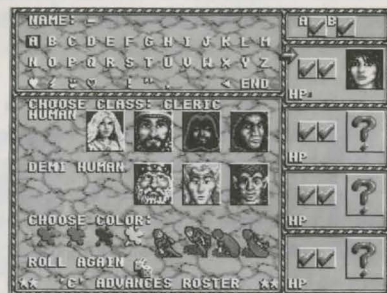 NAME: _
A B
A B C D E F G H I J K L M
N O P Q R S T U V W X Y Z
END
HP:
CHOOSE CLASS: CLERIC
HUMAN
HP
DEMI HUMAN
HP
CHOOSE COLOR:
ROLL AGAIN
'C' ADVANCES ROSTER
HP